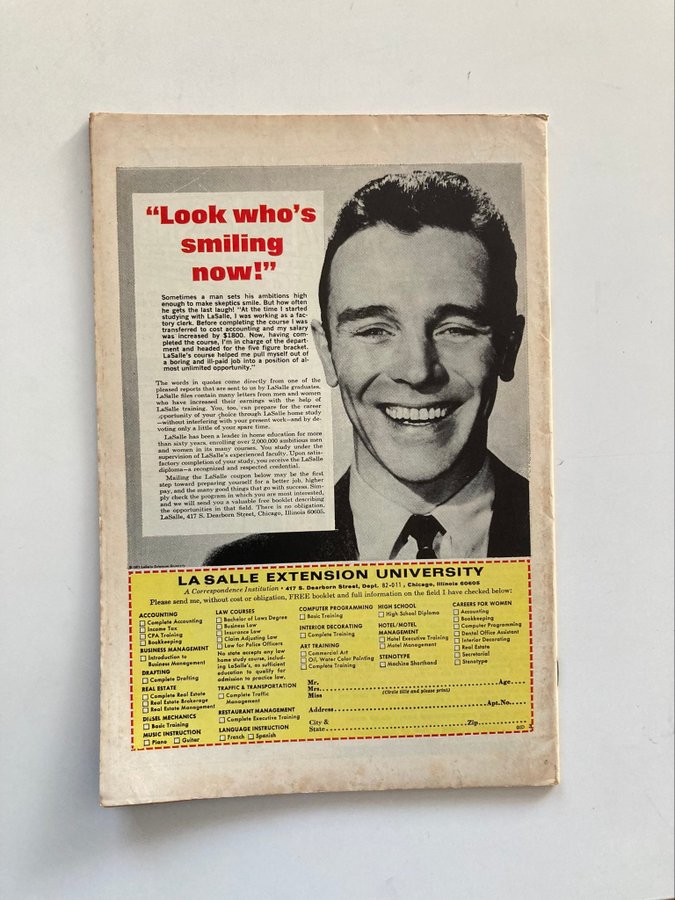 “Look who’s
smiling
now!”
Sometimes a man sets his ambitions high
enough to make skeptics smile. But how often
he gets the last laugh! “At the time I started
studying with LaSalle, I was working as a fac-
tory clerk. Before completing the course I was
transferred to cost accounting and my salary
was increased by $1800. Now, having com-
pleted the course, I’m in charge of the depart-
ment and headed for the five figure bracket.
LaSalle’s course helped me pull myself out of
a boring and ill-paid job into a position of al-
most unlimited opportunity.”
The words in quotes come directly from one of the
pleased reports that are sent to us by LaSalle graduates.
LaSalle files contain many letters from men and women
who have increased their earnings with the help of
LaSalle training. You, too, can prepare for the career
opportunity of your choice through LaSalle home study
—without interfering with your present work—and by de-
voting only a little of your spare time.
LaSalle has been a leader in home education for more
than sixty years, enrolling over 2,000,000 ambitious men
and women in its many courses. You study under the
supervision of LaSalle’s experienced faculty. Upon satis-
factory completion of your study, you receive the LaSalle
diploma—a recognized and respected credential.
Mailing the LaSalle coupon below may be the first
step toward preparing yourself for a better job, higher
pay, and the many good things that go with success. Sim-
ply check the program in which you are most interested,
and we will send you a valuable free booklet describing
the opportunities in that field. There is no obligation.
LaSalle, 417 S. Dearborn Street, Chicago, Illinois 60605.
LA SALLE EXTENSION UNIVERSITY
A Correspondence Institution • 417 S. Dearborn Street, Dept. 82-011, Chicago, Illinois 60605
Please send me, without cost or obligation, FREE booklet and full information on the field I have checked below:
ACCOUNTING
Complete Accounting
Income Tax
CPA Training
Bookkeeping
BUSINESS MANAGEMENT
Introduction to
Business Management
DRAFTING
Complete Drafting
REAL ESTATE
Complete Real Estate
Real Estate Brokerage
Real Estate Management
DIESEL MECHANICS
Basic Training
MUSIC INSTRUCTION
Piano Guitar
LAW COURSES
Bachelor of Laws Degree
Business Law
Insurance Law
Claim Adjusting Law
Law for Police Officers
No state accepts any
law home study course, includ-
ing LaSalle’s, as sufficient
education to qualify for
admission to practice law.
TRAFFIC & TRANSPORTATION
Complete Traffic
Management
RESTAURANT MANAGEMENT
Complete Executive Training
LANGUAGE INSTRUCTION
French Spanish
COMPUTER PROGRAMMING
Basic Training
INTERIOR DECORATING
Complete Training
ART TRAINING
Commercial Art
Oil, Water Color Painting
Complete Training
HIGH SCHOOL
High School Diploma
HOTEL/MOTEL
MANAGEMENT
Hotel Executive Training
Motel Management
STENOTYPE
Machine Shorthand
CAREERS FOR WOMEN
Accounting
Bookkeeping
Computer Programming
Dental Office Assistant
Interior Decorating
Real Estate
Secretarial
Stenotype
Mr.
Mrs. Age
Miss (Circle title and please print)
Address Apt.No.
City &
State Zip